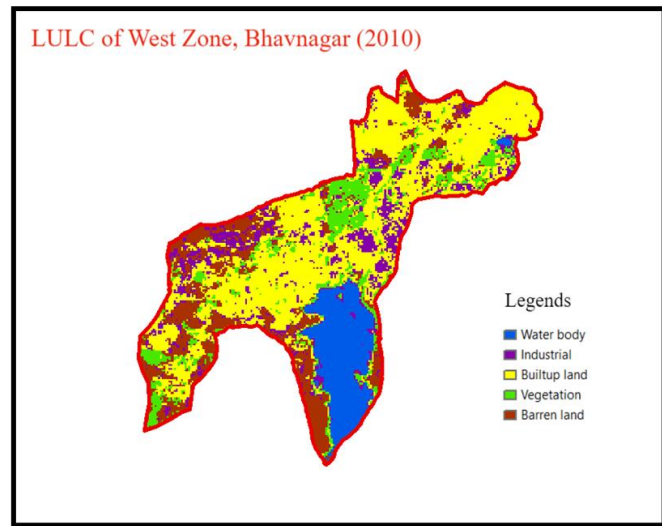 LULC of West Zone, Bhavnagar (2010)
Legends
Water body
Industrial
Builtup land
Vegetation
Barren land